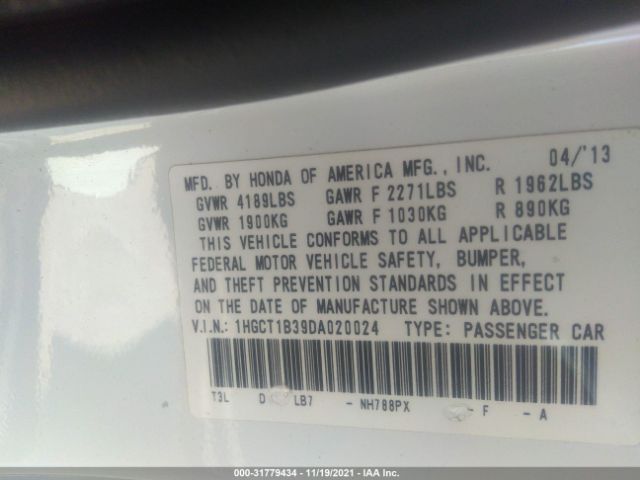 MFD. BY HONDA OF AMERICA MFG., INC. 04/'13
GVWR 4189LBS GAWR F 2271LBS R 1962LBS
GVWR 1900KG GAWR F 1030KG R 890KG
THIS VEHICLE CONFORMS TO ALL APPLICABLE
FEDERAL MOTOR VEHICLE SAFETY, BUMPER,
AND THEFT PREVENTION STANDARDS IN EFFECT
ON THE DATE OF MANUFACTURE SHOWN ABOVE.
V.I.N.: 1HGCT1B39DA020024 TYPE: PASSENGER CAR
T3L D LB7 - NH788PX - F - A
000-31779434 - 11/19/2021 - IAA Inc.